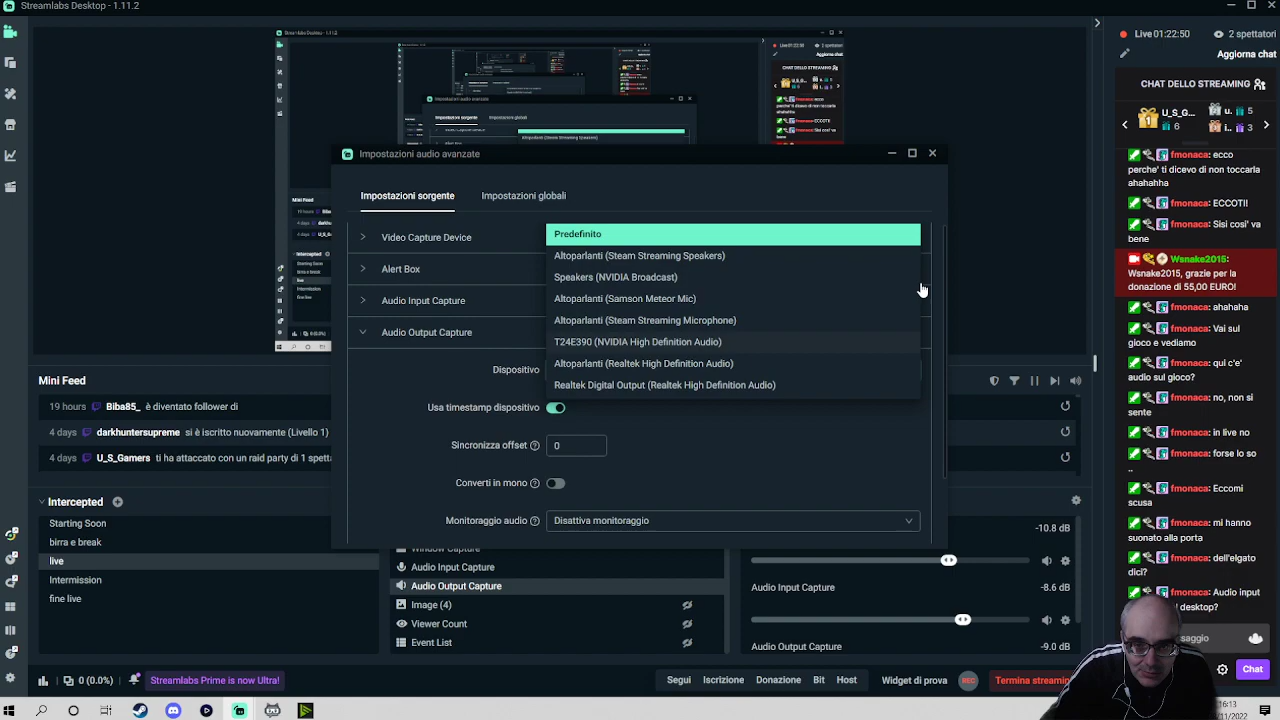 Streamlabs Desktop - 1.11.2
Live 01:22:50
2 spettatori
Aggiorna
CHAT DELLO STREAMING
Impostazioni audio avanzate
Impostazioni sorgente
Impostazioni globali
Video Capture Device
Alert Box
Audio Input Capture
Audio Output Capture
Predefinito
Altoparlanti (Steam Streaming Speakers)
Speakers (NVIDIA Broadcast)
Altoparlanti (Samson Meteor Mic)
Altoparlanti (Steam Streaming Microphone)
TX-E390 (NVIDIA High Definition Audio)
Altoparlanti (Realtek High Definition Audio)
Realtek Digital Output (Realtek High Definition Audio)
Dispositivo
Usa timestamp dispositivo
Sincronizza offset
0
Converti in mono
Monitoraggio audio
Disattiva monitoraggio
Mini Feed
19 hours Biba85_ è diventato follower di
4 days darkhuntersupreme si è iscritto nuovamente (Livello 1)
4 days U_S_Gamers ti ha attaccato con un raid party di 1 spetta
Intercepted
Starting Soon
birra e break
live
Intermission
fine live
Window Capture
Audio Input Capture
Audio Output Capture
Image (4)
Viewer Count
Event List
-10.8 dB
Audio Input Capture
-8.6 dB
Audio Output Capture
-9.0 dB
fmonaca: ecco
perche' ti dicevo di non toccarle
ahahhato
fmonaca: ECCOTI!
fmonaca: Sisi cosi' va
bene
Wsnake2015:
Wsnake2015, grazie per la
donazione di 55,00 EURO!
fmonaca: ahahaha
fmonaca: Vai sul
gioco?
fmonaca: qui c'e'
audio sul gioco?
fmonaca: no, non si
sente
fmonaca: in live no
fmonaca: forse lo so
..
fmonaca: Eccomi
scusa
fmonaca: mi hanno
suonato alla porta
fmonaca: dell'elgato
dici?
fmonaca: Audio input
desktop?
saggio
Chat
0 (0.0%)
Streamlabs Prime is now Ultra!
Segui
Iscrizione
Donazione
Bit
Host
Widget di prova
REC
Termina streaming
16:13